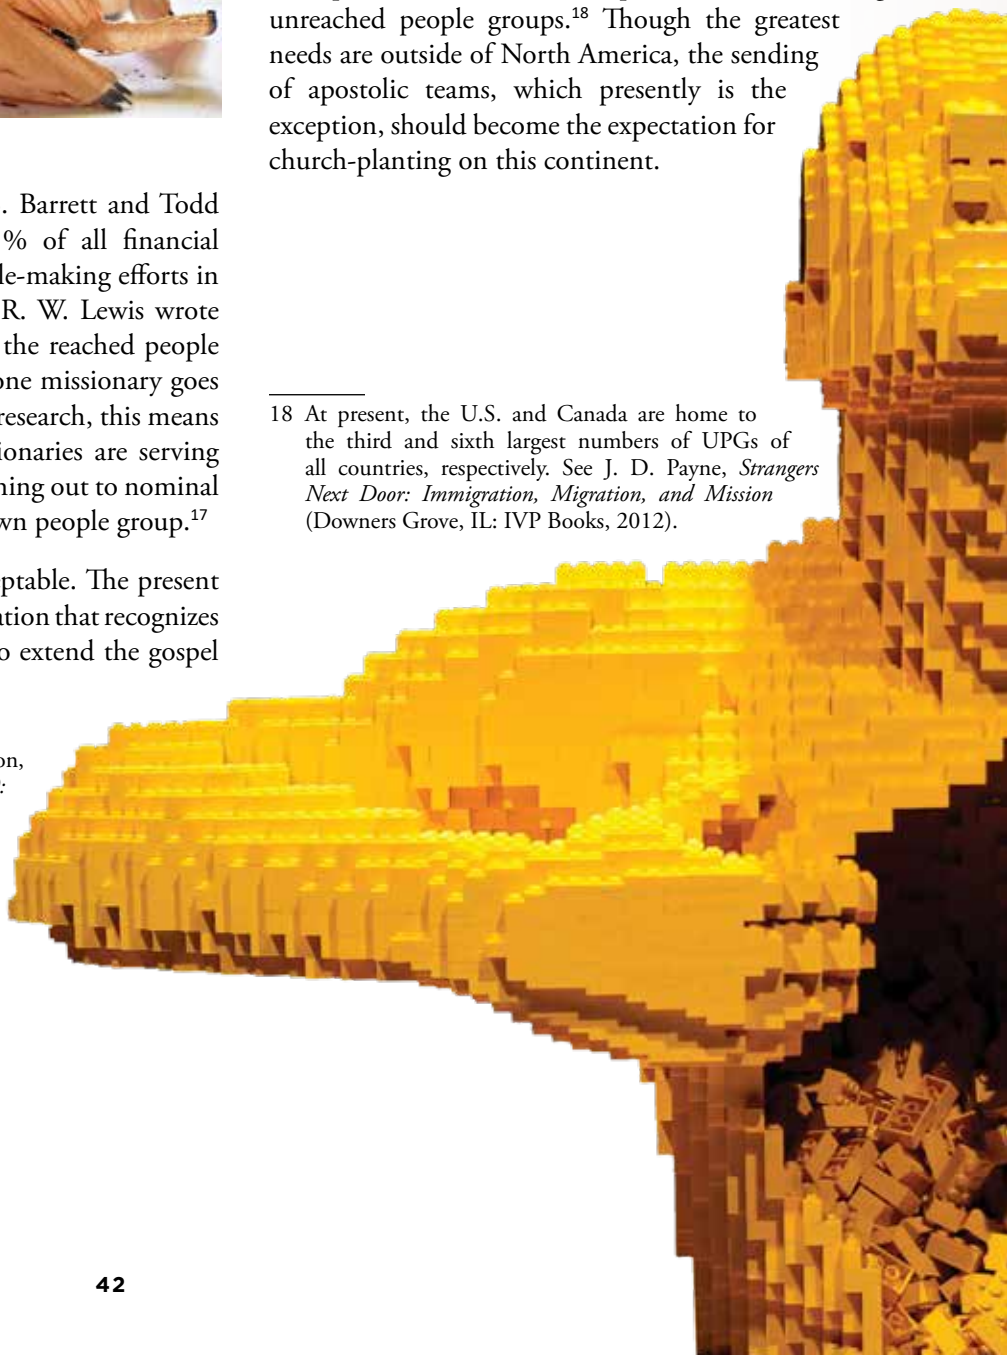 . Barrett and Todd
% of all financial
le-making efforts in
R. W. Lewis wrote
the reached people
one missionary goes
research, this means
ionaries are serving
hing out to nominal
wn people group.17
ptable. The present
ation that recognizes
o extend the gospel
on,
:
unreached people groups.18 Though the greatest
needs are outside of North America, the sending
of apostolic teams, which presently is the
exception, should become the expectation for
church-planting on this continent.
18 At present, the U.S. and Canada are home to
the third and sixth largest numbers of UPGs of
all countries, respectively. See J. D. Payne, Strangers
Next Door: Immigration, Migration, and Mission
(Downers Grove, IL: IVP Books, 2012).
42